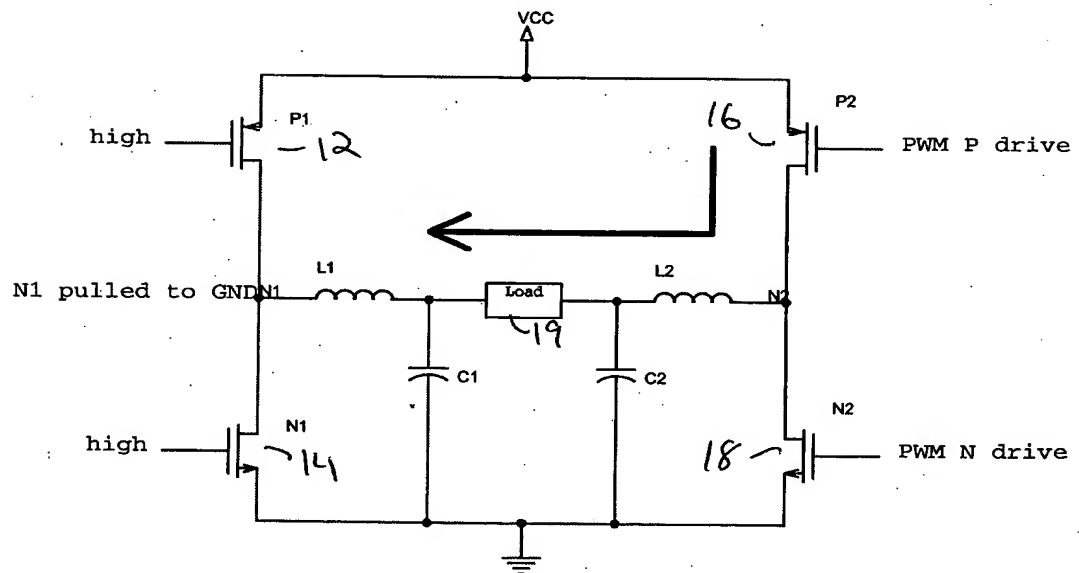 VCC
P1
P2
high
12
16
PWM P drive
L1
L2
N1 pulled to GND
N1
Load
N2
19
C1
C2
N1
N2
high
14
18
PWM N drive